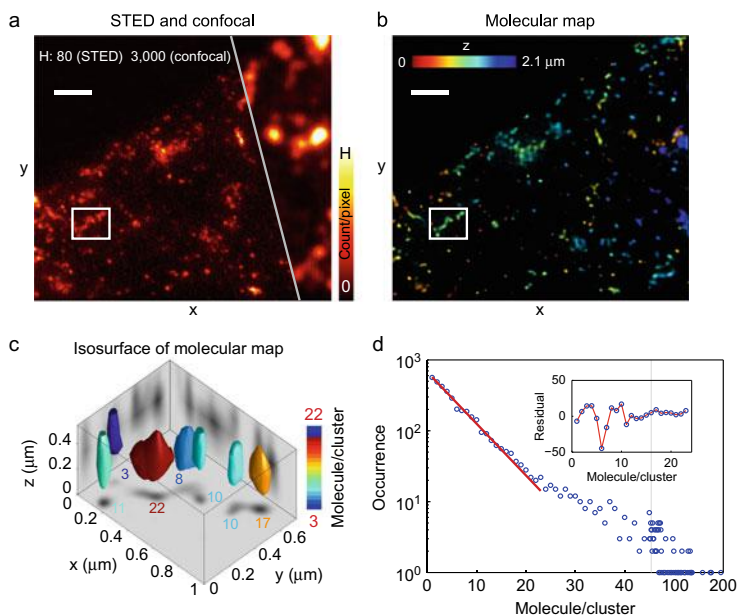 a
STED and confocal
H: 80 (STED) 3,000 (confocal)
y
x
H
Count/pixel
0
b
Molecular map
z
0
2.1 μm
y
x
c
Isosurface of molecular map
0.4
0.2
0
z (μm)
0
0.2
0.4
0.6
0.8
1
x (μm)
0
0.2
0.4
0.6
y (μm)
3
11
22
8
10
10
17
22
Molecule/cluster
3
d
10³
10²
10¹
10⁰
Occurrence
0
10
20
30
40
100
200
Molecule/cluster
50
0
-50
Residual
0
10
20
Molecule/cluster